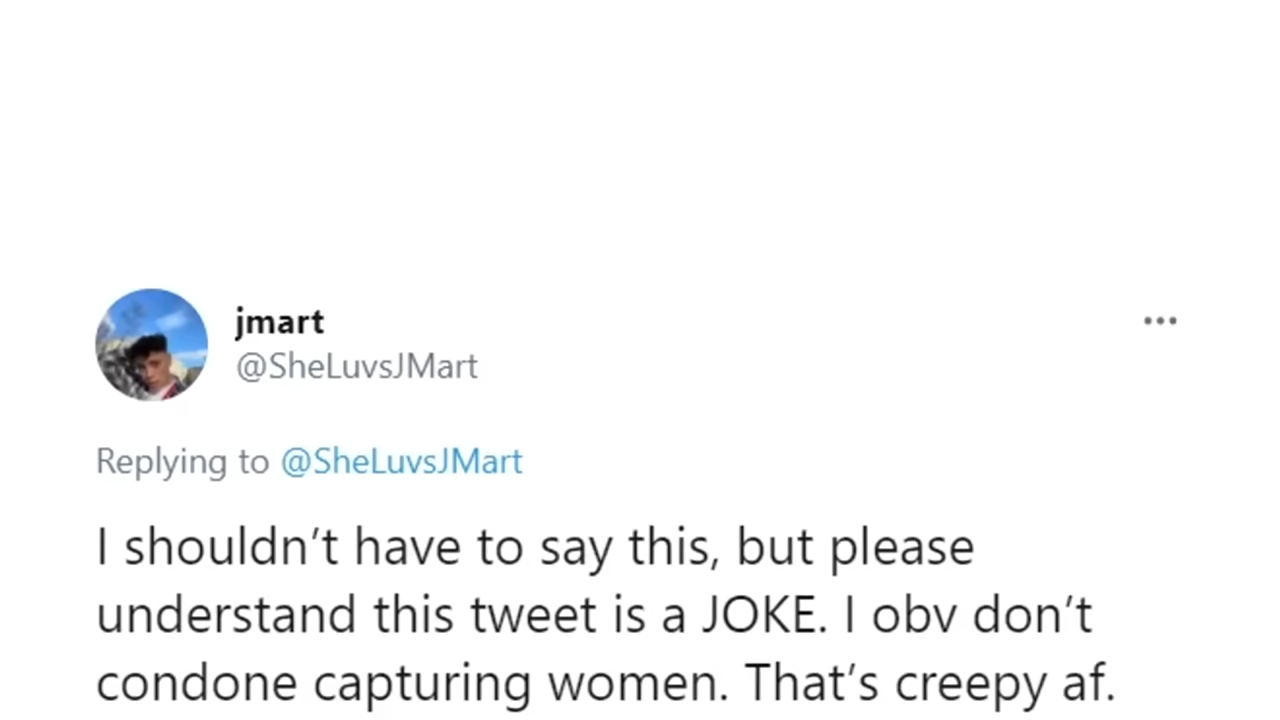 jmart
@SheLuvsJMart
Replying to @SheLuvsJMart
I shouldn’t have to say this, but please
understand this tweet is a JOKE. I obv don’t
condone capturing women. That’s creepy af.